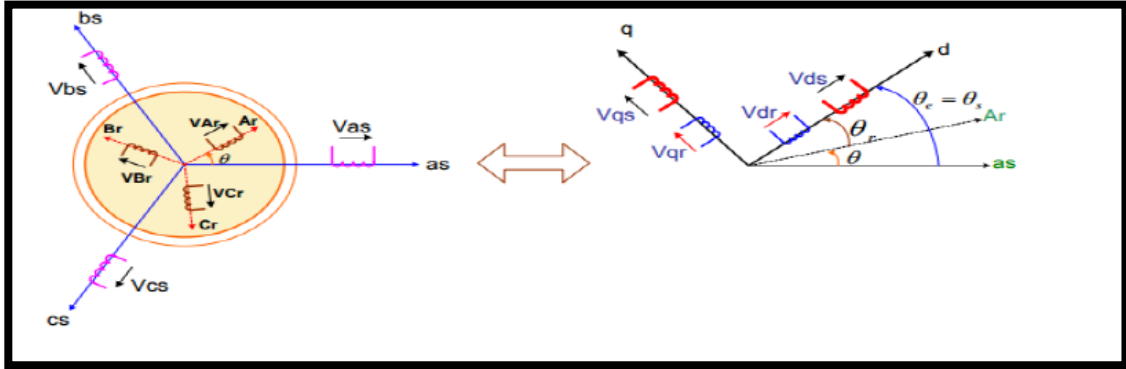 bs
Vbs
Br
VAr
Ar
θ
VBr
VCr
Cr
Vas
as
Vcs
cs
q
d
Vqs
Vds
θe = θs
Vdr
θr
Ar
Vqr
θ
as